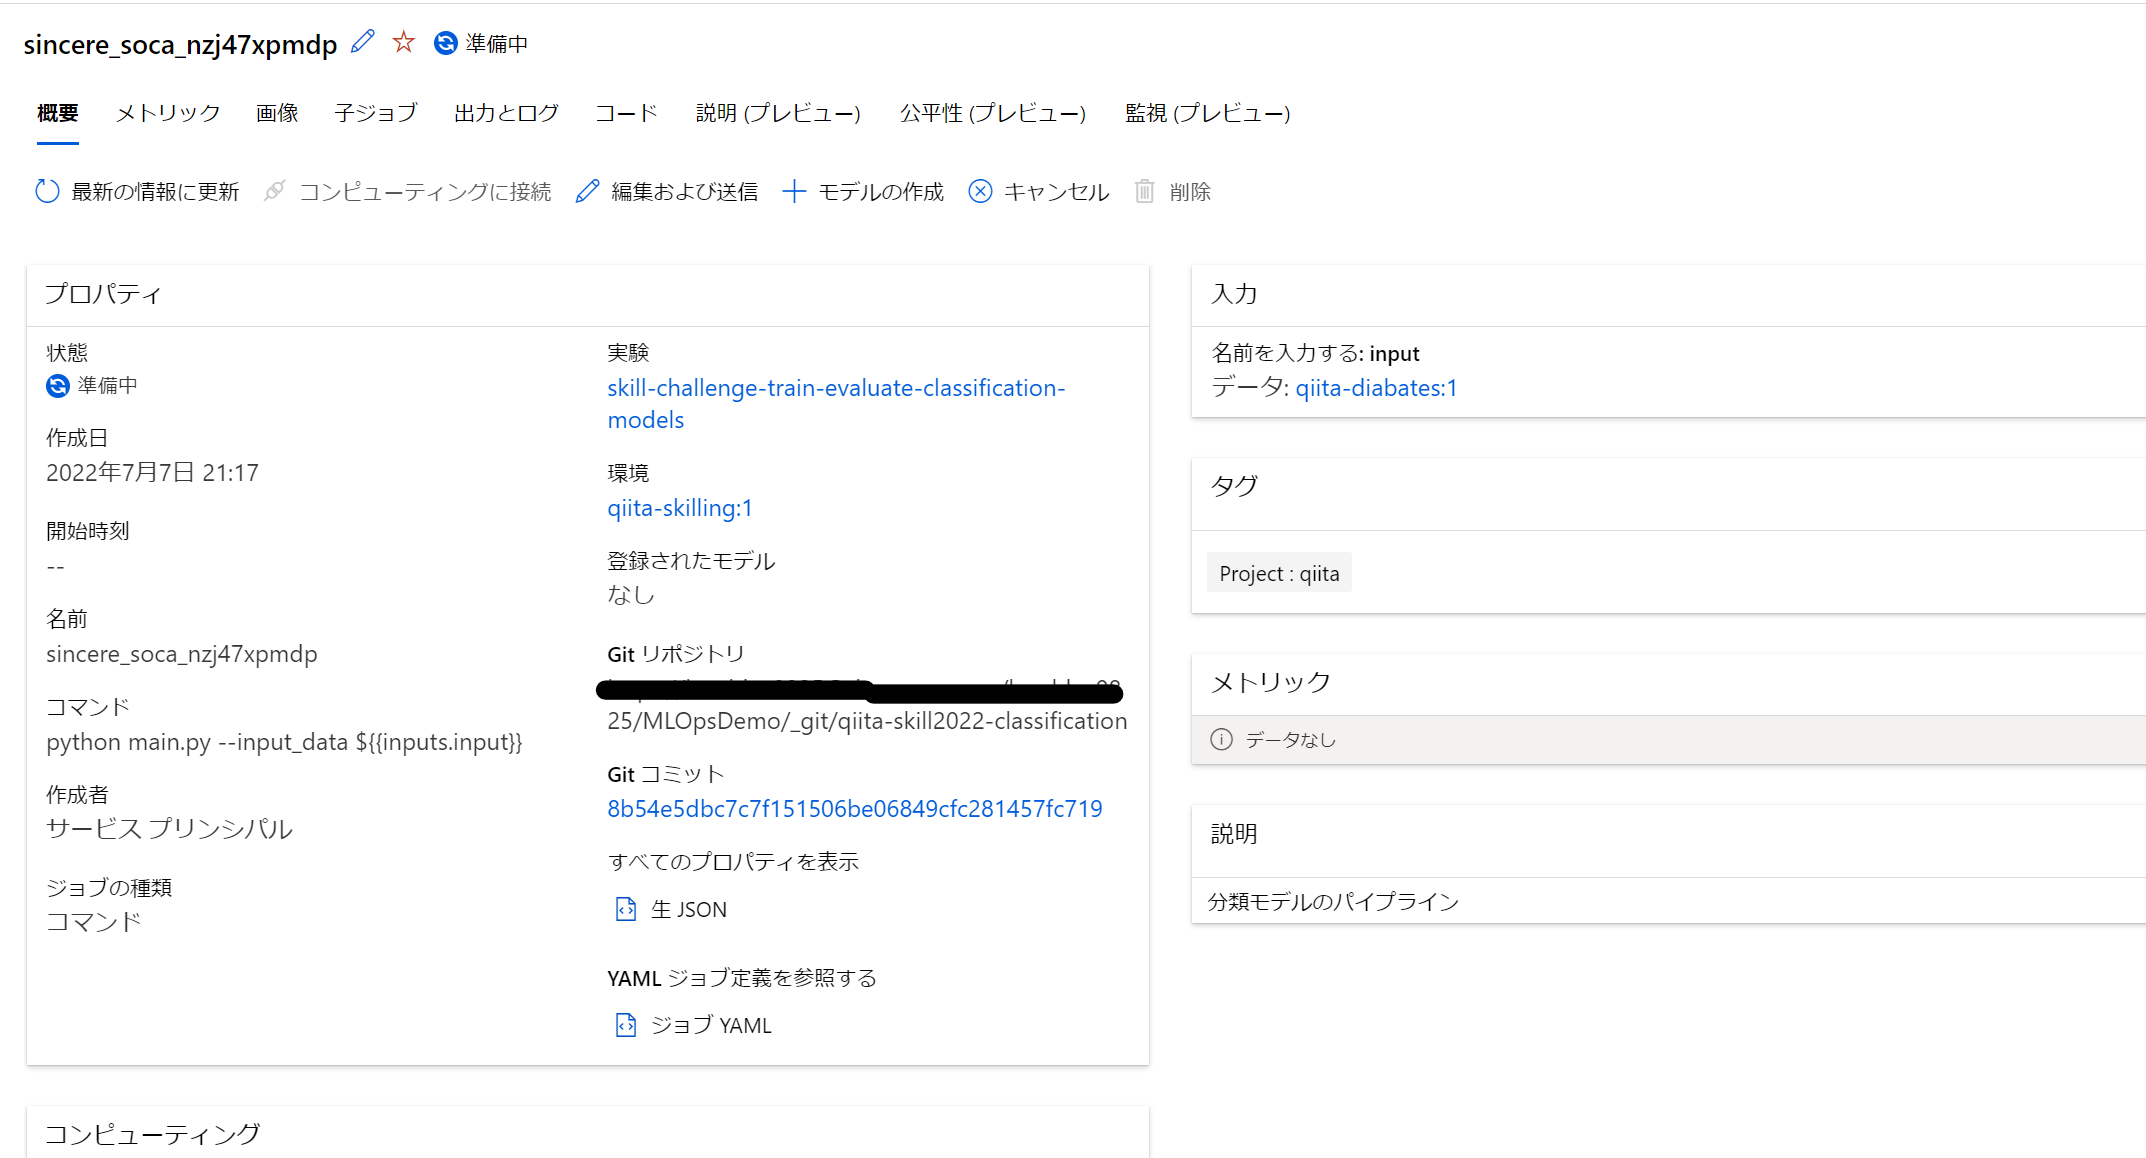 sincere_soca_nzj47xpmdp 準備中
概要 メトリック 画像 子ジョブ 出力とログ コード 説明 (プレビュー) 公平性 (プレビュー) 監視 (プレビュー)
最新の情報に更新 コンピューティングに接続 編集および送信 モデルの作成 キャンセル 削除
プロパティ
状態
準備中
作成日
2022年7月7日 21:17
開始時刻
--
名前
sincere_soca_nzj47xpmdp
コマンド
python main.py --input_data ${{inputs.input}}
作成者
サービス プリンシパル
ジョブの種類
コマンド
実験
skill-challenge-train-evaluate-classification-
models
環境
qiita-skilling:1
登録されたモデル
なし
Git リポジトリ
25/MLOpsDemo/_git/qiita-skill2022-classification
Git コミット
8b54e5dbc7c7f151506be06849cfc281457fc719
すべてのプロパティを表示
生 JSON
YAML ジョブ定義を参照する
ジョブ YAML
入力
名前を入力する: input
データ: qiita-diabates:1
タグ
Project : qiita
メトリック
データなし
説明
分類モデルのパイプライン
コンピューティング